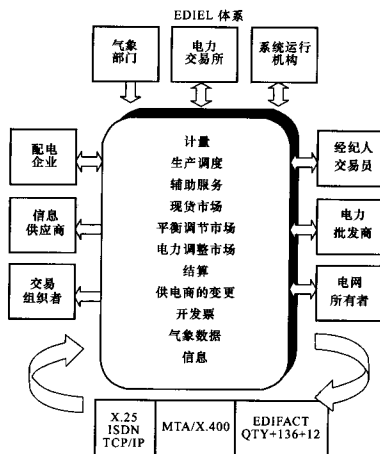 EDIEL 体系
气象
部门
电力
交易所
系统运行
机构
配电
企业
信息
供应商
交易
组织者
计量
生产调度
辅助服务
现货市场
平衡调节市场
电力调整市场
结算
供电商的变更
开发票
气象数据
信息
经纪人
交易员
电力
批发商
电网
所有者
X.25
ISDN
TCP/IP
MTA/X.400
EDIFACT
QTY+136+12